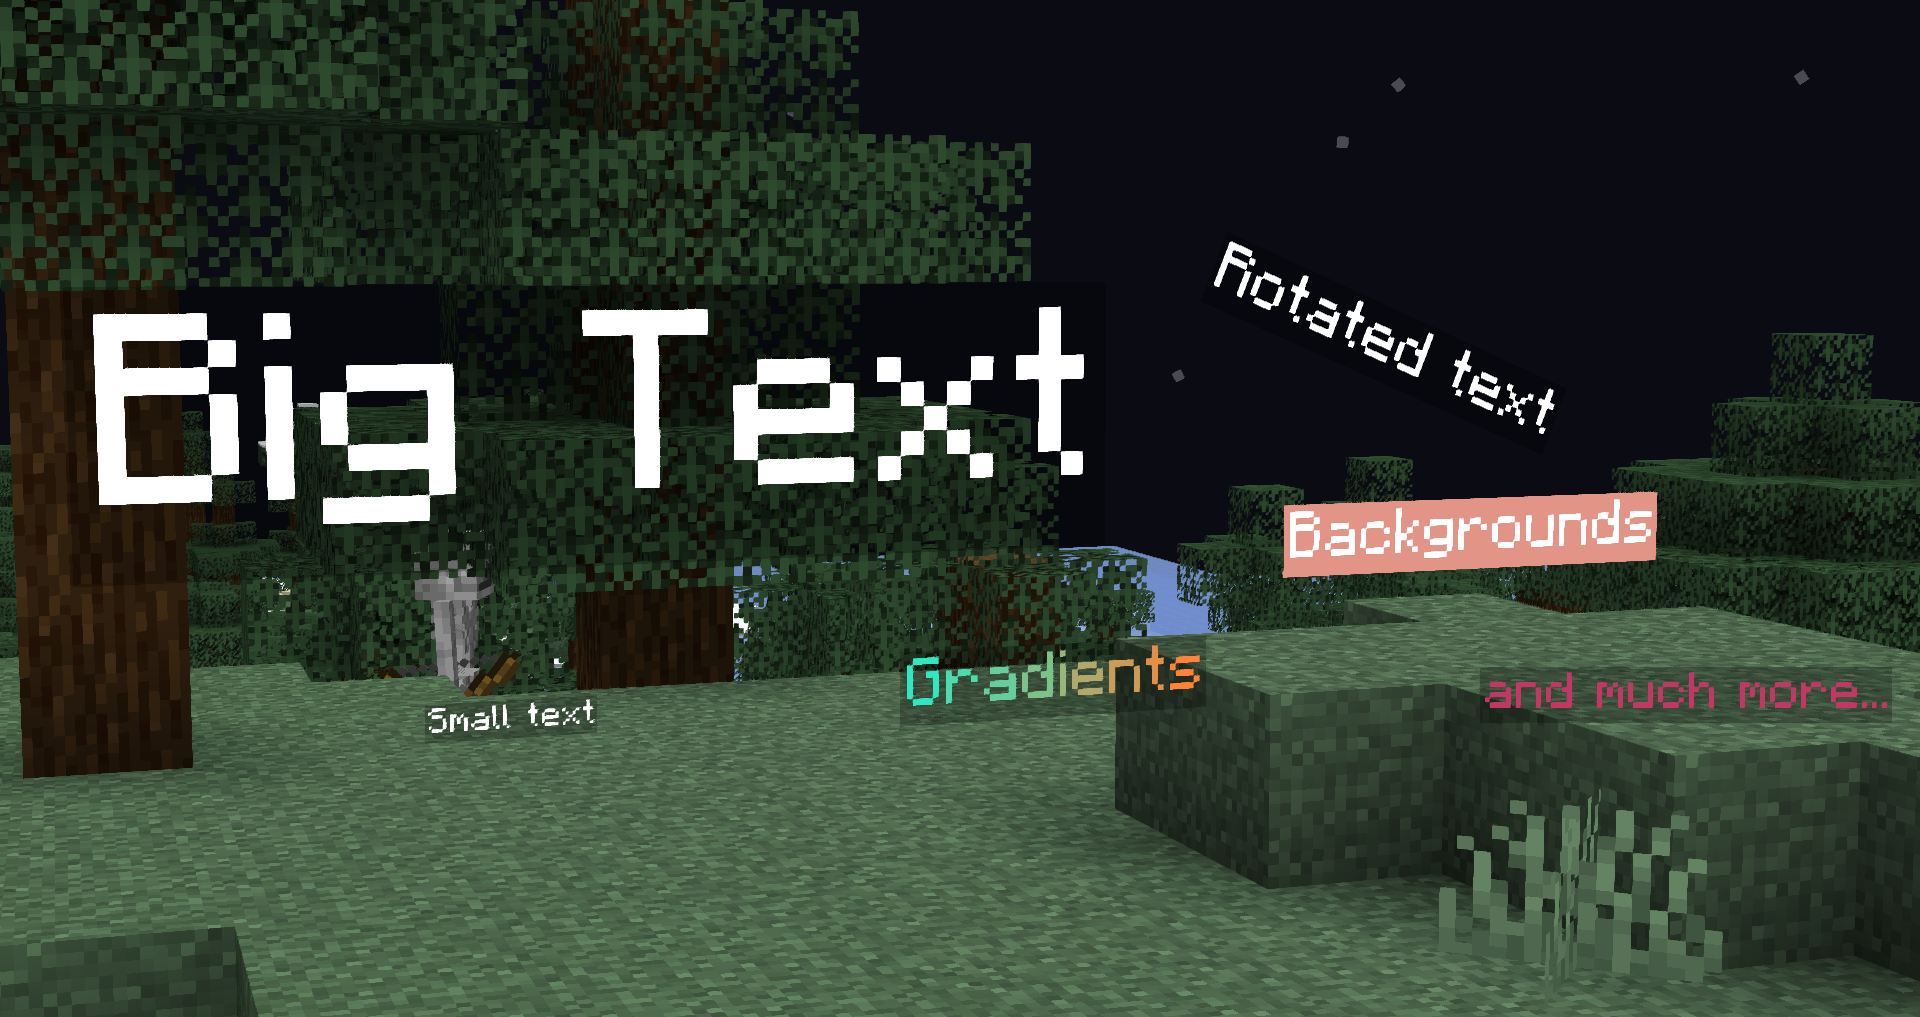 Big Text
Rotated text
Backgrounds
Gradients
and much more...
Small text